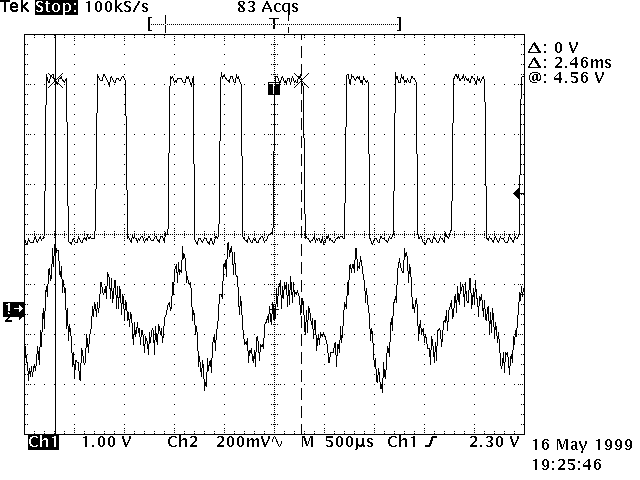 Tek Stop: 100kS/s 83 Acqs
T
Δ: 0 V
Δ: 2.46ms
@: 4.56 V
T
1
2
Ch1 1.00 V Ch2 200mV∿ M 500µs Ch1 ƒ 2.30 V
16 May 1999
19:25:46